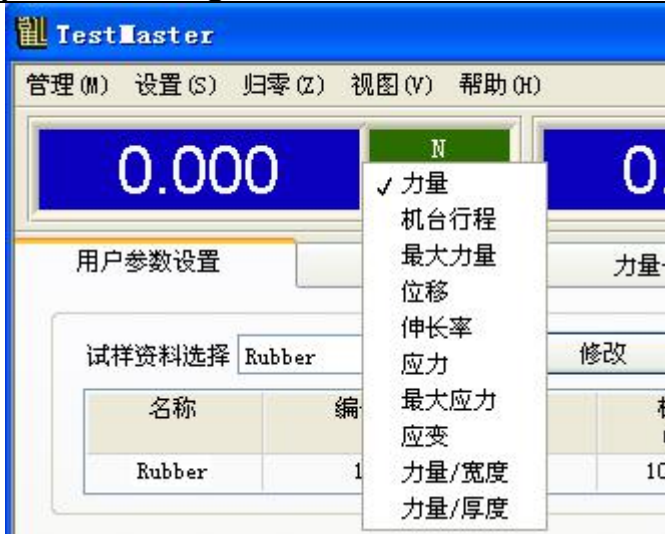 TestMaster
管理(M) 设置(S) 归零(Z) 视图(V) 帮助(H)
0.000 N 0.
✓ 力量
机台行程
最大力量
位移
伸长率
应力
最大应力
应变
力量/宽度
力量/厚度
用户参数设置 力量
试样资料选择 Rubber 修改
名称 编
Rubber 1 10